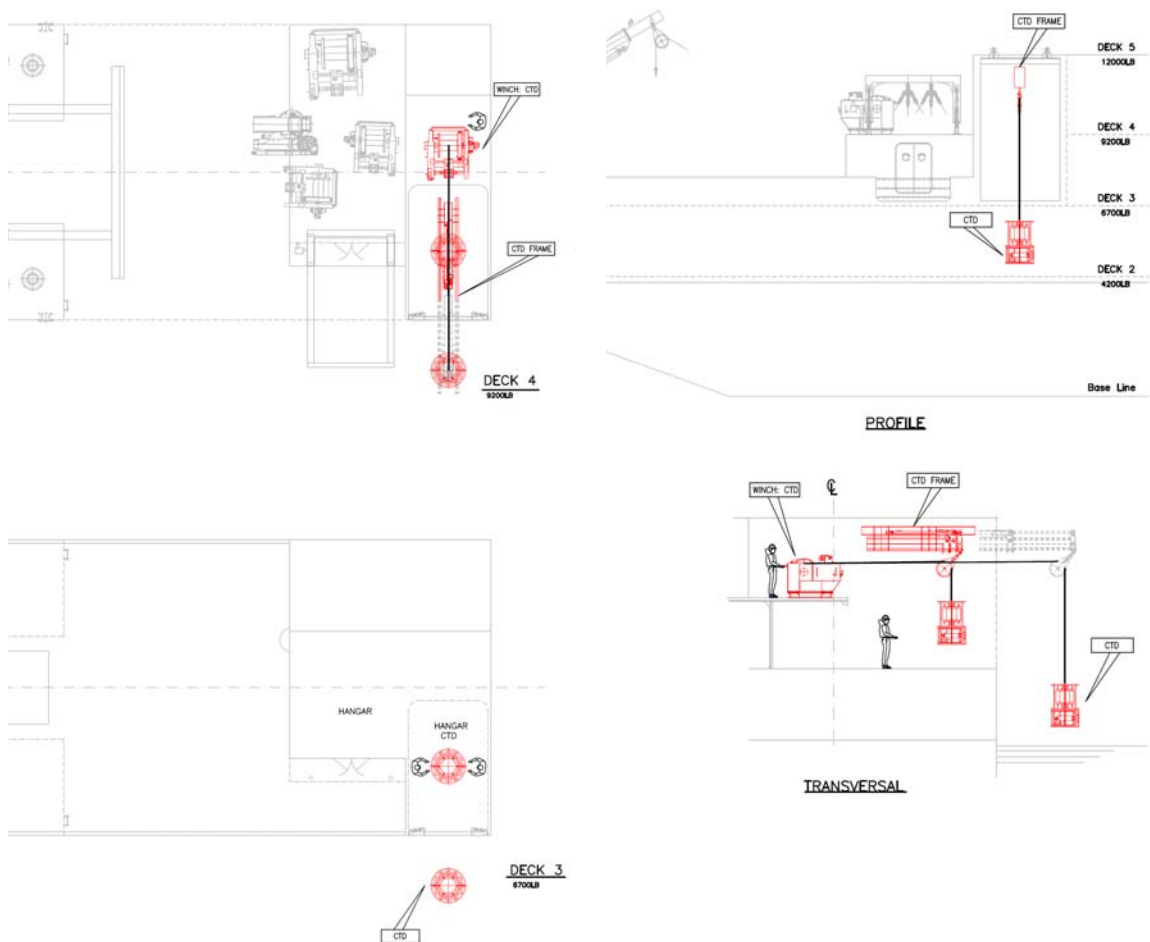 WINCH: CTD
CTD FRAME
DECK 4
9200LB
CTD FRAME
DECK 5
12000LB
DECK 4
9200LB
DECK 3
6700LB
CTD
DECK 2
4200LB
Base Line
PROFILE
HANGAR
HANGAR
CTD
DECK 3
6700LB
CTD
WINCH: CTD
CL
CTD FRAME
CTD
TRANSVERSAL